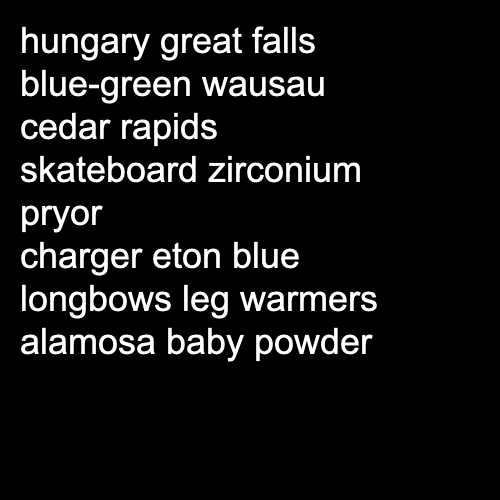 hungary great falls
blue-green wausau
cedar rapids
skateboard zirconium
pryor
charger eton blue
longbows leg warmers
alamosa baby powder